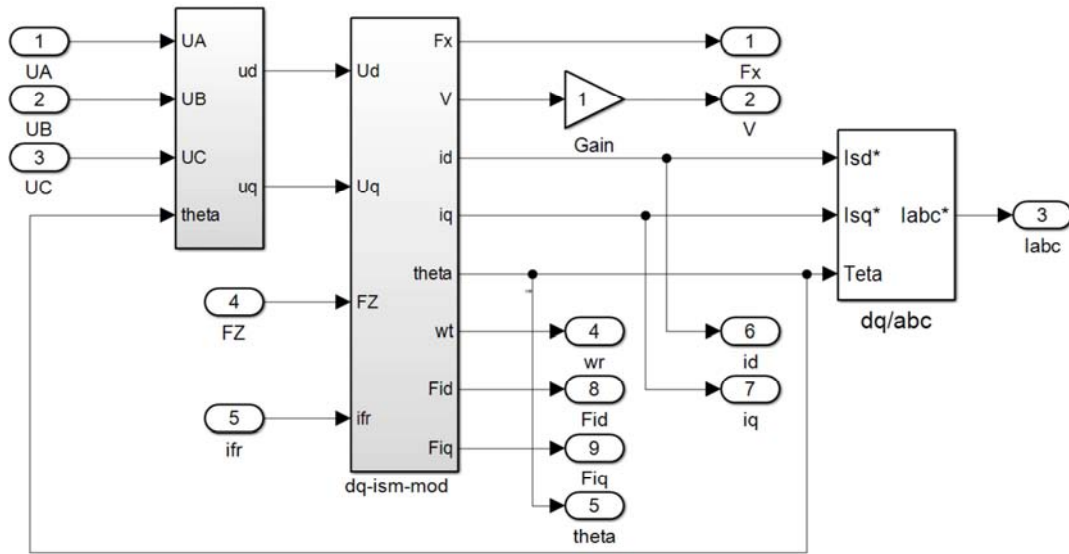 1
UA
2
UB
3
UC
UA
UB
UC
theta
ud
uq
4
FZ
5
ifr
Ud
Uq
FZ
ifr
Fx
V
id
iq
theta
wt
Fid
Fiq
dq-ism-mod
1
Gain
1
Fx
2
V
Isd*
Isq*
Teta
Iabc*
dq/abc
3
Iabc
4
wr
8
Fid
9
Fiq
5
theta
6
id
7
iq